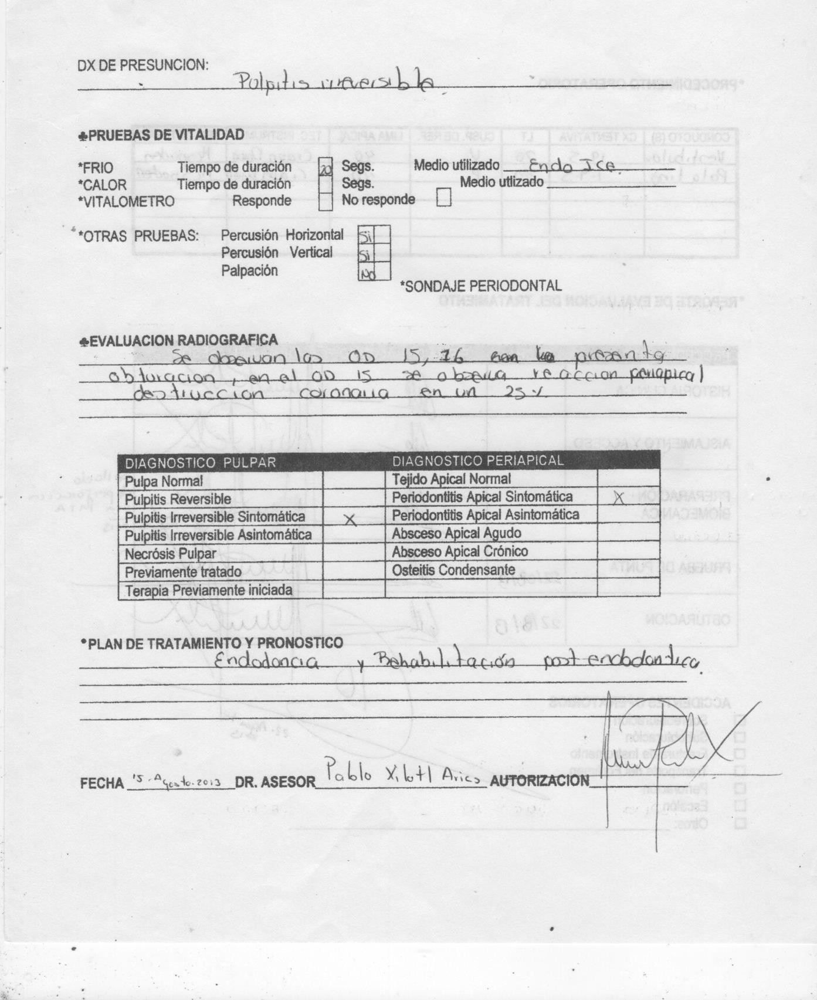 DX DE PRESUNCION:
Pulpitis irreversible.
♣PRUEBAS DE VITALIDAD
*FRIO Tiempo de duración 20 Segs. Medio utilizado Endo Ice.
*CALOR Tiempo de duración Segs. Medio utlizado
*VITALOMETRO Responde No responde
*OTRAS PRUEBAS: Percusión Horizontal Si
Percusión Vertical Si
Palpación No
*SONDAJE PERIODONTAL
♣EVALUACION RADIOGRAFICA
Se observan los OD 15, 16 presenta
obturacion, en el OD 15 se observa reaccion periapical
destruccion coronaria en un 25%
DIAGNOSTICO PULPAR DIAGNOSTICO PERIAPICAL
Pulpa Normal Tejido Apical Normal
Pulpitis Reversible Periodontitis Apical Sintomática X
Pulpitis Irreversible Sintomática X Periodontitis Apical Asintomática
Pulpitis Irreversible Asintomática Absceso Apical Agudo
Necrósis Pulpar Absceso Apical Crónico
Previamente tratado Osteitis Condensante
Terapia Previamente iniciada
*PLAN DE TRATAMIENTO Y PRONOSTICO
Endodoncia y Rehabilitación post endodontica.
FECHA 15. Agosto. 2013 DR. ASESOR Pablo Xilotl AUTORIZACION